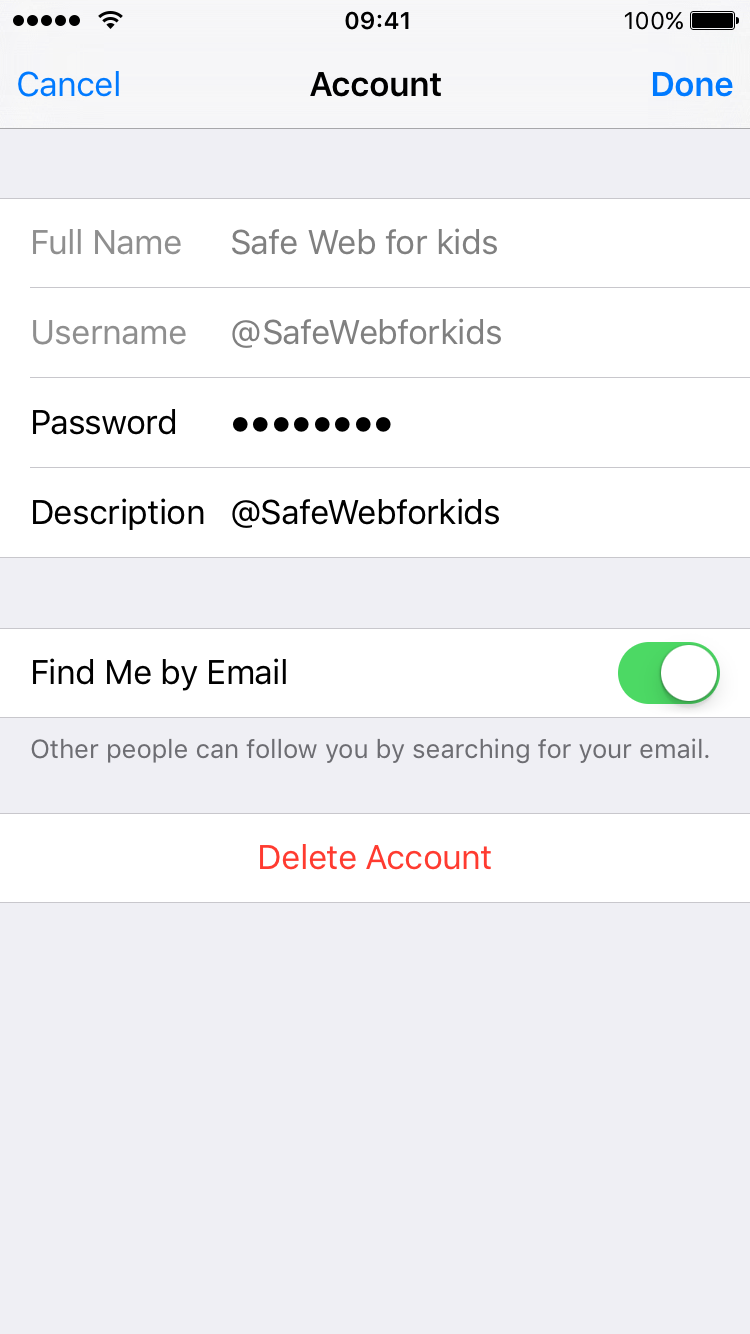 09:41 100%
Cancel Account Done
Full Name Safe Web for kids
Username @SafeWebforkids
Password ●●●●●●●●
Description @SafeWebforkids
Find Me by Email
Other people can follow you by searching for your email.
Delete Account